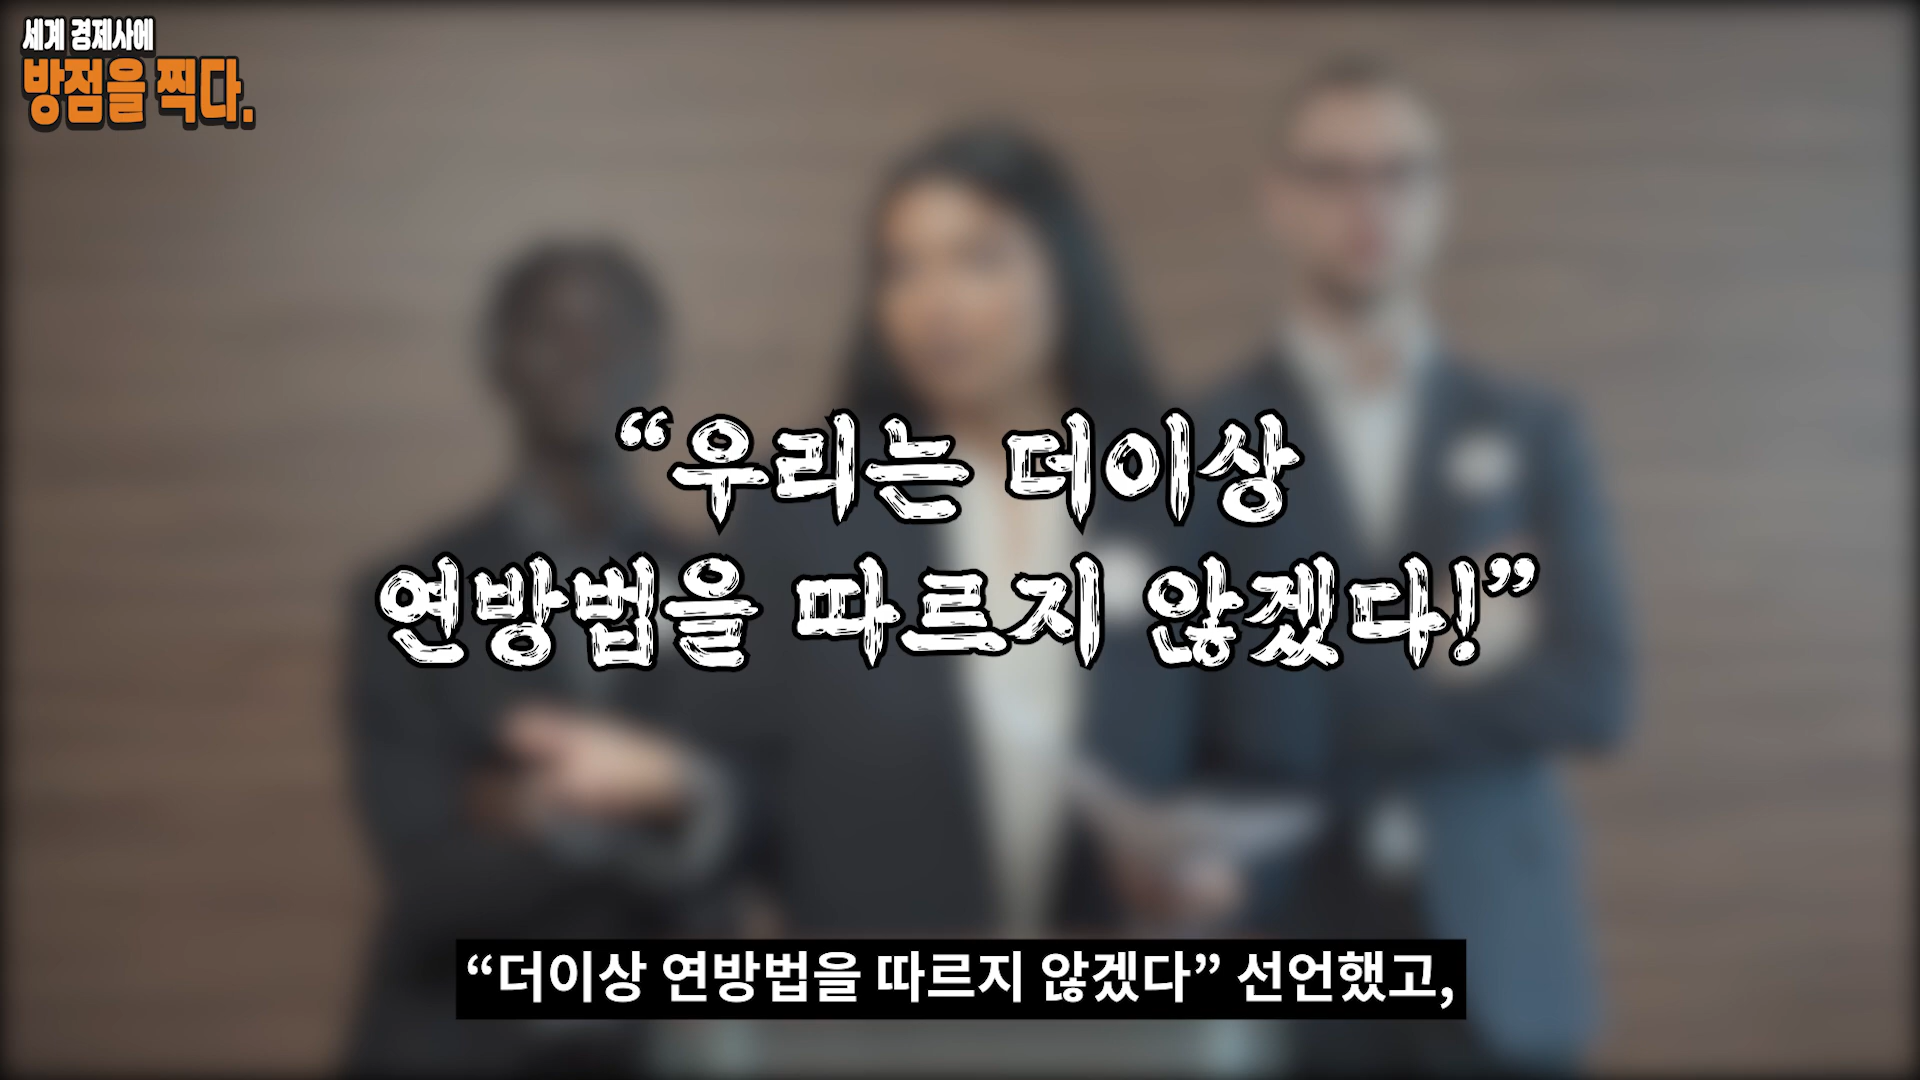 세계 경제사에
방점을 찍다.
“우리는 더이상
연방법을 따르지 않겠다!”
“더이상 연방법을 따르지 않겠다” 선언했고,